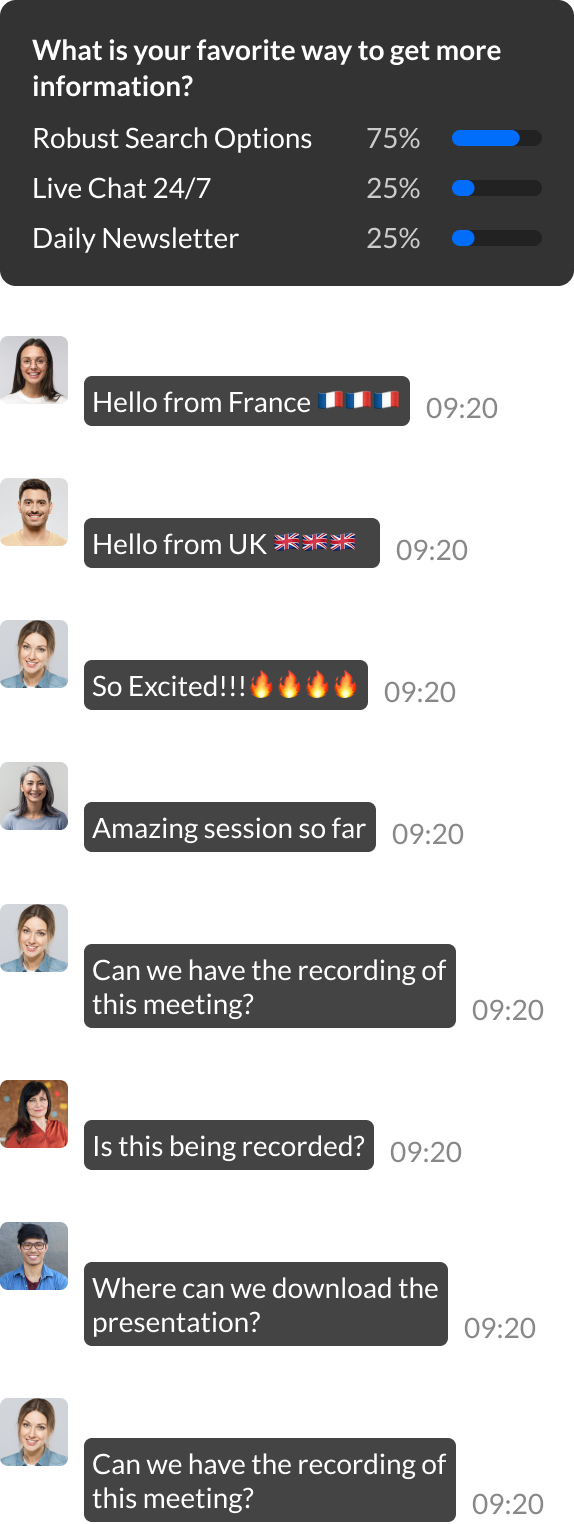 What is your favorite way to get more
information?
Robust Search Options 75%
Live Chat 24/7 25%
Daily Newsletter 25%
Hello from France 🇫🇷🇫🇷🇫🇷 09:20
Hello from UK 🇬🇧🇬🇧🇬🇧 09:20
So Excited!!!🔥🔥🔥🔥 09:20
Amazing session so far 09:20
Can we have the recording of
this meeting? 09:20
Is this being recorded? 09:20
Where can we download the
presentation? 09:20
Can we have the recording of
this meeting? 09:20